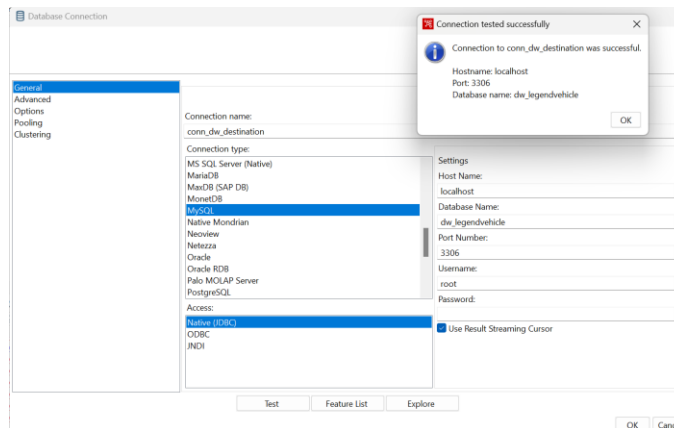 Database Connection
Connection tested successfully
Connection to conn_dw_destination was successful.
Hostname: localhost
Port: 3306
Database name: dw_legendvehicle
OK
General
Advanced
Options
Pooling
Clustering
Connection name:
conn_dw_destination
Connection type:
MS SQL Server (Native)
MariaDB
MaxDB (SAP DB)
MonetDB
MySQL
Native Mondrian
Neoview
Netezza
Oracle
Oracle RDB
Palo MOLAP Server
PostgreSQL
Access:
Native (JDBC)
ODBC
JNDI
Settings
Host Name:
localhost
Database Name:
dw_legendvehicle
Port Number:
3306
Username:
root
Password:
Use Result Streaming Cursor
Test
Feature List
Explore
OK
Canc